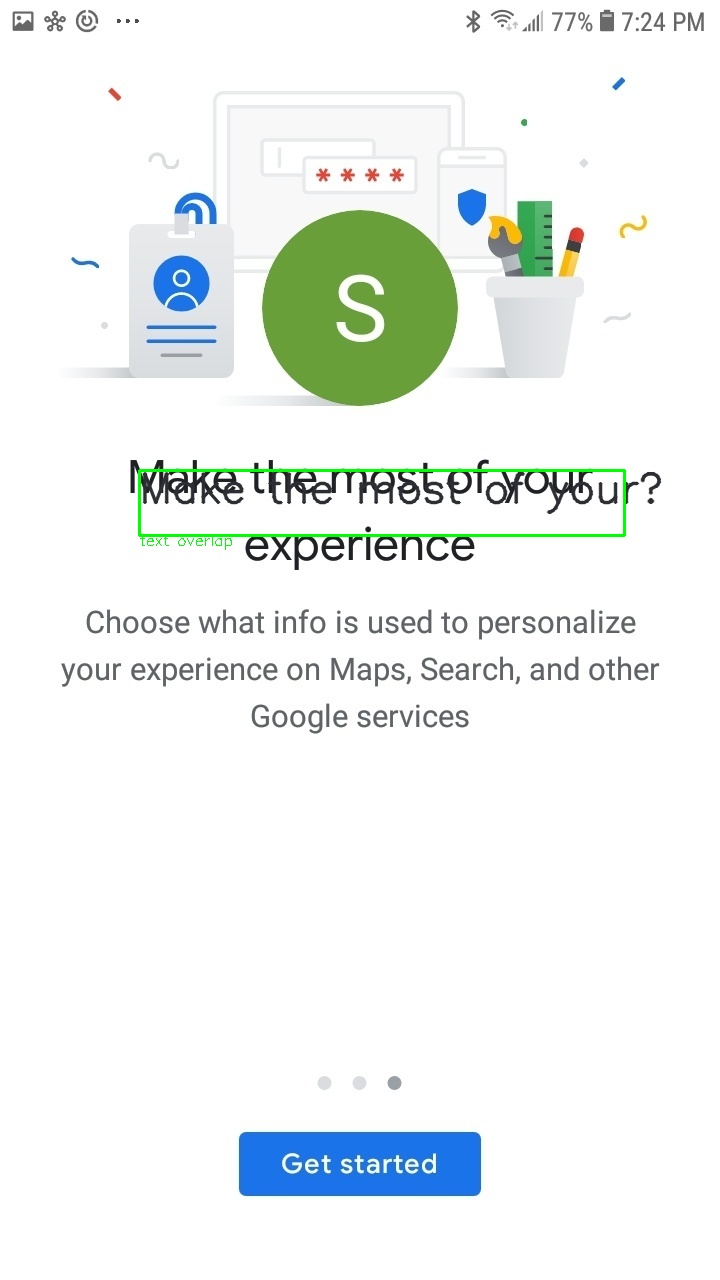 77% 7:24 PM
* * * *
S
Make the most of your
Make the most of your?
text overlap
experience
Choose what info is used to personalize
your experience on Maps, Search, and other
Google services
Get started